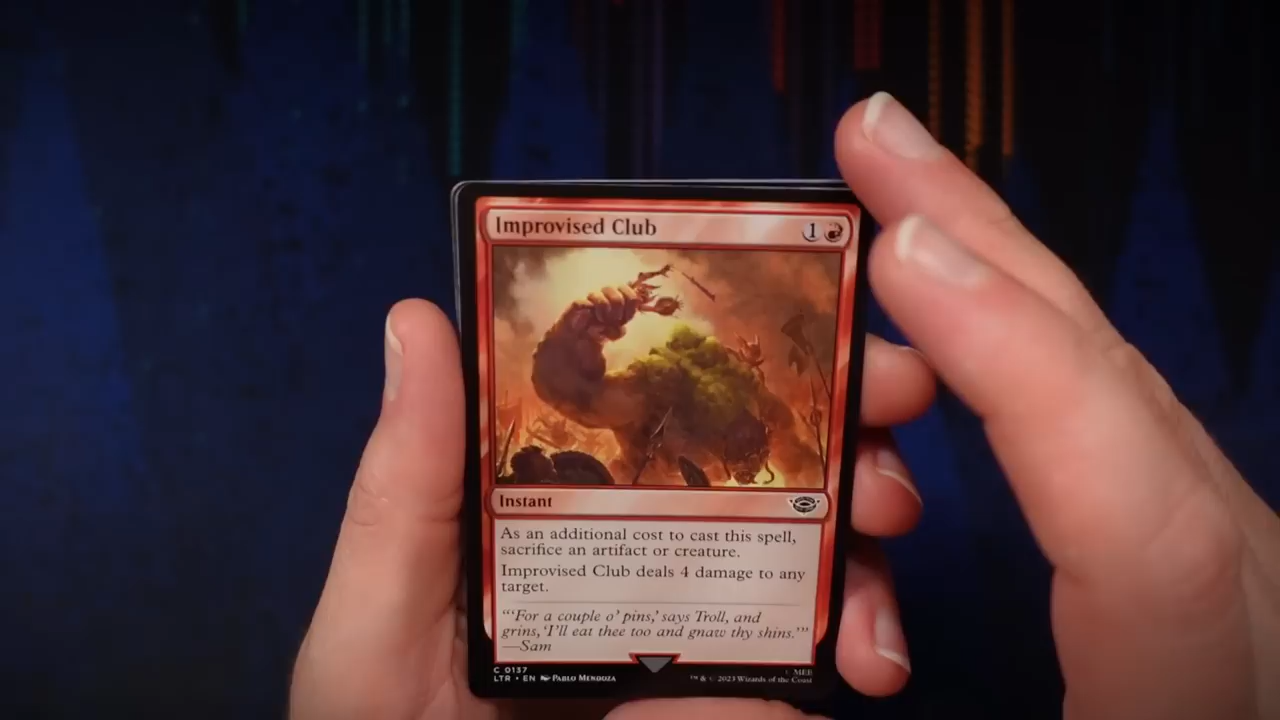 Improvised Club 1
Instant
As an additional cost to cast this spell,
sacrifice an artifact or creature.
Improvised Club deals 4 damage to any
target.
"'For a couple o' pins,' says Troll, and
grins, 'I'll eat thee too and gnaw thy shins.'"
—Sam
C 0137
LTR • EN Pablo Mendoza
™ & © 2023 Wizards of the Coast